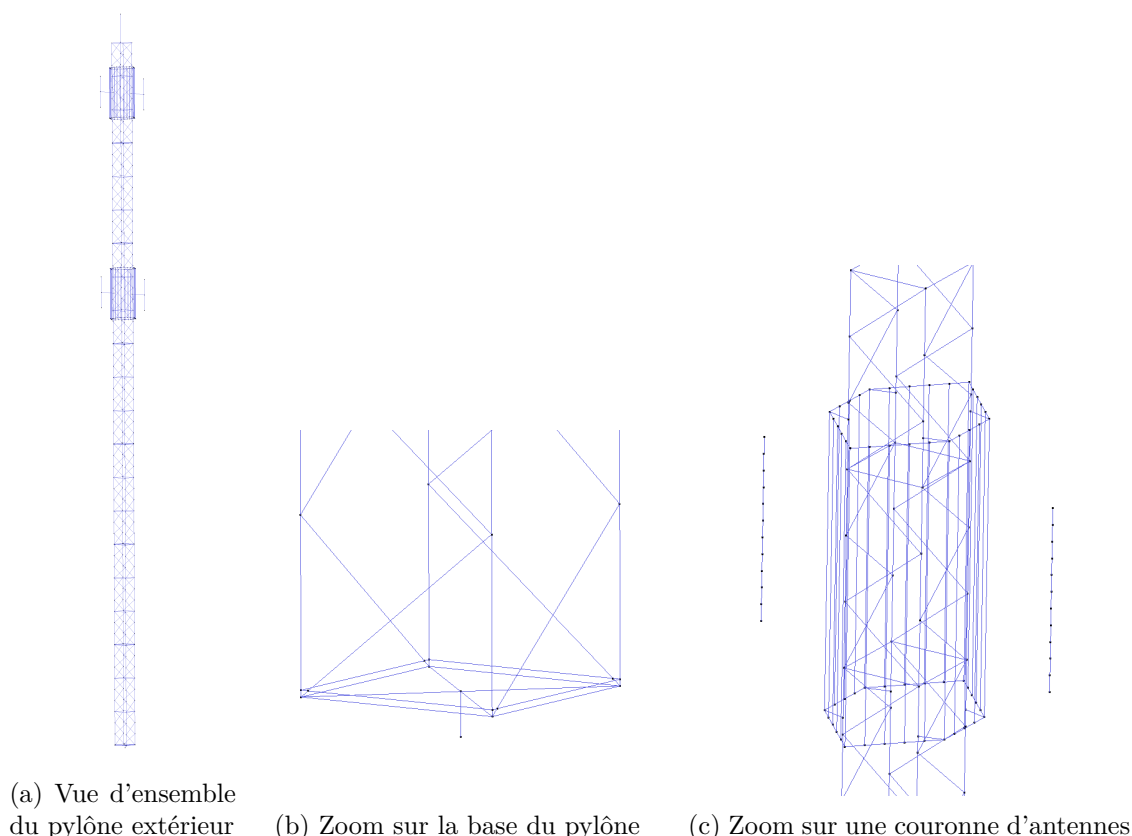 (a) Vue d'ensemble
du pylône extérieur
(b) Zoom sur la base du pylône
(c) Zoom sur une couronne d'antennes